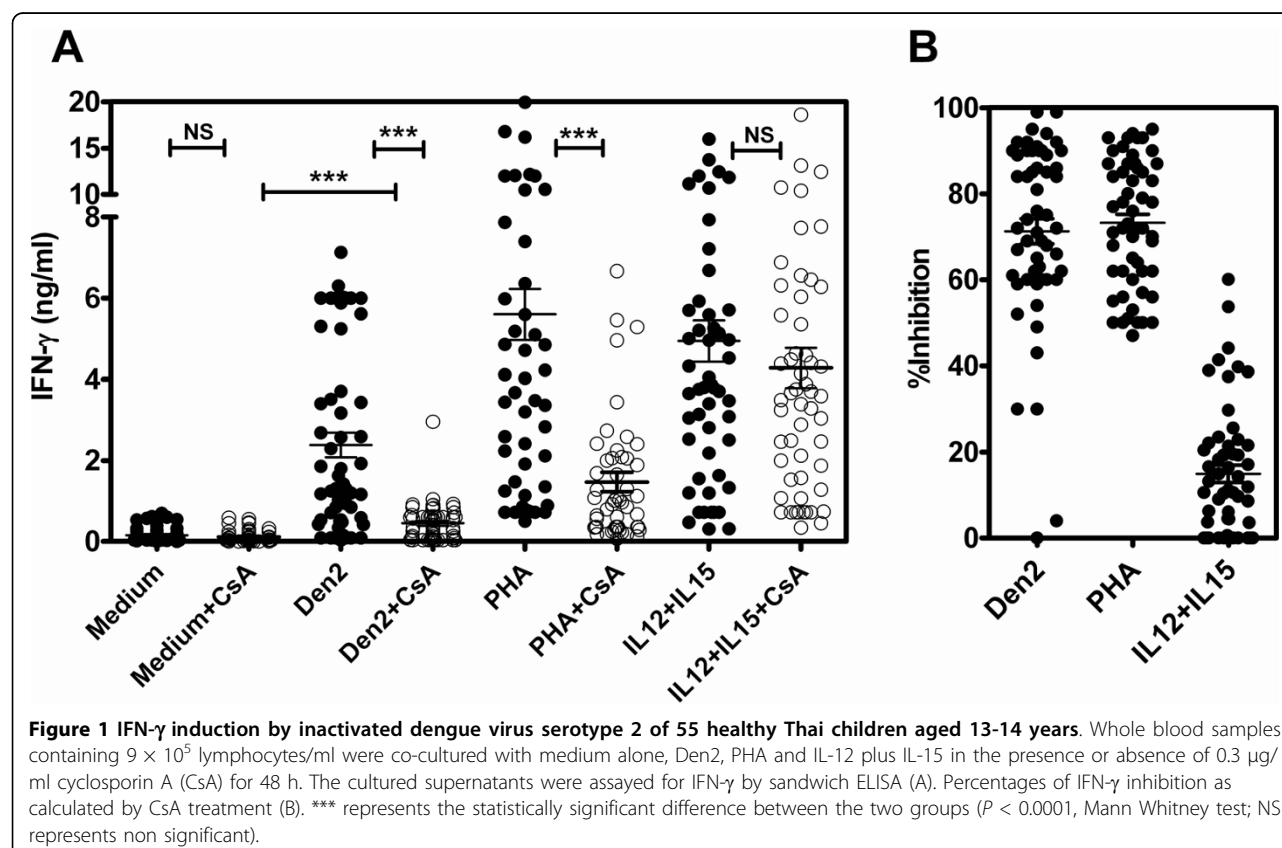 A
B
IFN-γ (ng/ml)
20
15
10
8
6
4
2
0
NS
***
***
***
NS
Medium
Medium+CsA
Den2
Den2+CsA
PHA
PHA+CsA
IL12+IL15
IL12+IL15+CsA
%Inhibition
100
80
60
40
20
0
Den2
PHA
IL12+IL15
Figure 1 IFN-γ induction by inactivated dengue virus serotype 2 of 55 healthy Thai children aged 13-14 years. Whole blood samples
containing 9 × 10⁵ lymphocytes/ml were co-cultured with medium alone, Den2, PHA and IL-12 plus IL-15 in the presence or absence of 0.3 μg/
ml cyclosporin A (CsA) for 48 h. The cultured supernatants were assayed for IFN-γ by sandwich ELISA (A). Percentages of IFN-γ inhibition as
calculated by CsA treatment (B). *** represents the statistically significant difference between the two groups (P < 0.0001, Mann Whitney test; NS
represents non significant).